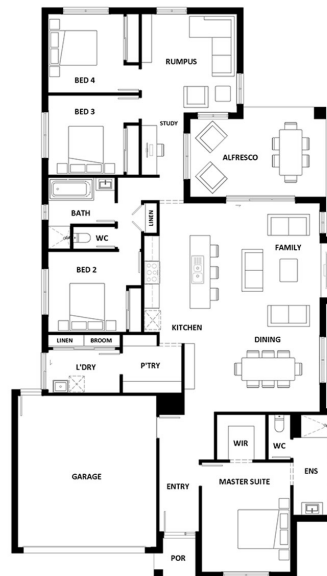 BED 4
RUMPUS
BED 3
STUDY
ALFRESCO
BATH
LINEN
WC
FAMILY
BED 2
KITCHEN
DINING
LINEN
BROOM
L'DRY
P'TRY
WIR
WC
ENS
GARAGE
ENTRY
MASTER SUITE
POR